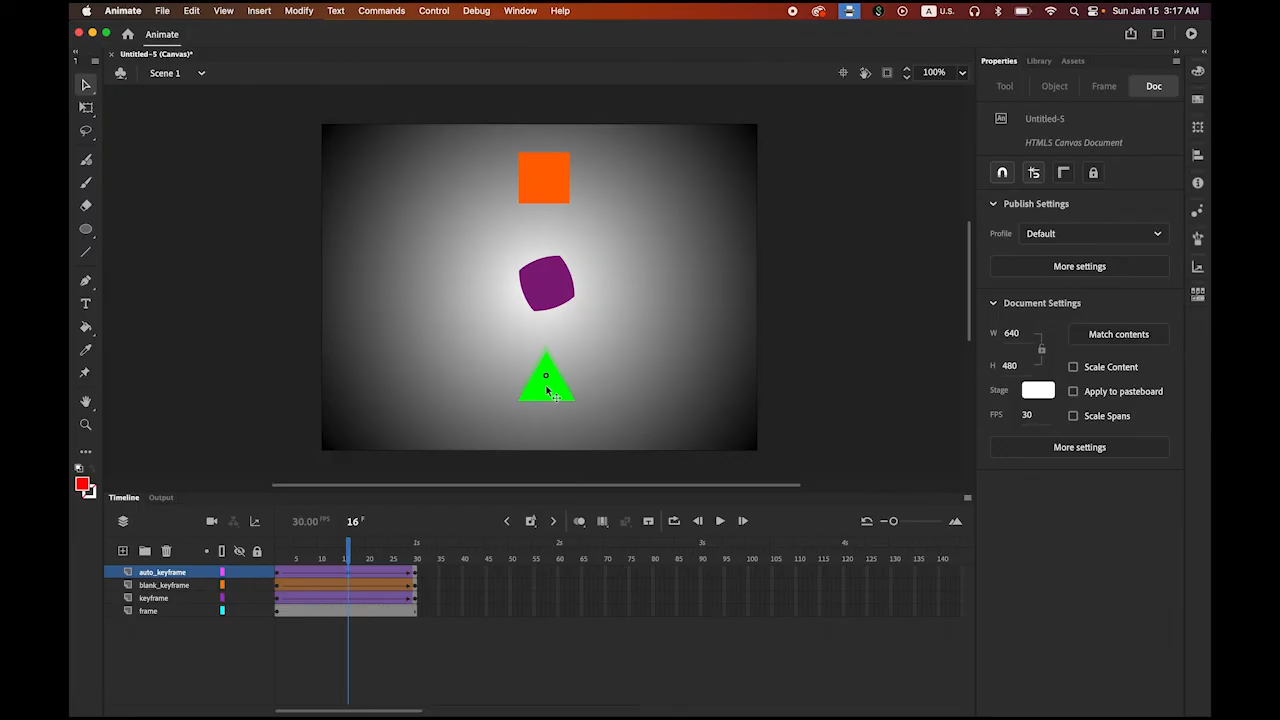 Animate File Edit View Insert Modify Text Commands Control Debug Window Help A U.S. Sun Jan 15 3:17 AM
Animate
× Untitled-5 (Canvas)*
Scene 1 100%
Properties Library Assets
Tool Object Frame Doc
An Untitled-5
HTML5 Canvas Document
Publish Settings
Profile Default
More settings
Document Settings
W 640 Match contents
H 480 Scale Content
Stage Apply to pasteboard
FPS 30 Scale Spans
More settings
Timeline Output
30.00 FPS 16 F
1s 2s 3s 4s
5 10 15 20 25 30 35 40 45 50 55 60 65 70 75 80 85 90 95 100 105 110 115 120 125 130 135 140
auto_keyframe
blank_keyframe
keyframe
frame